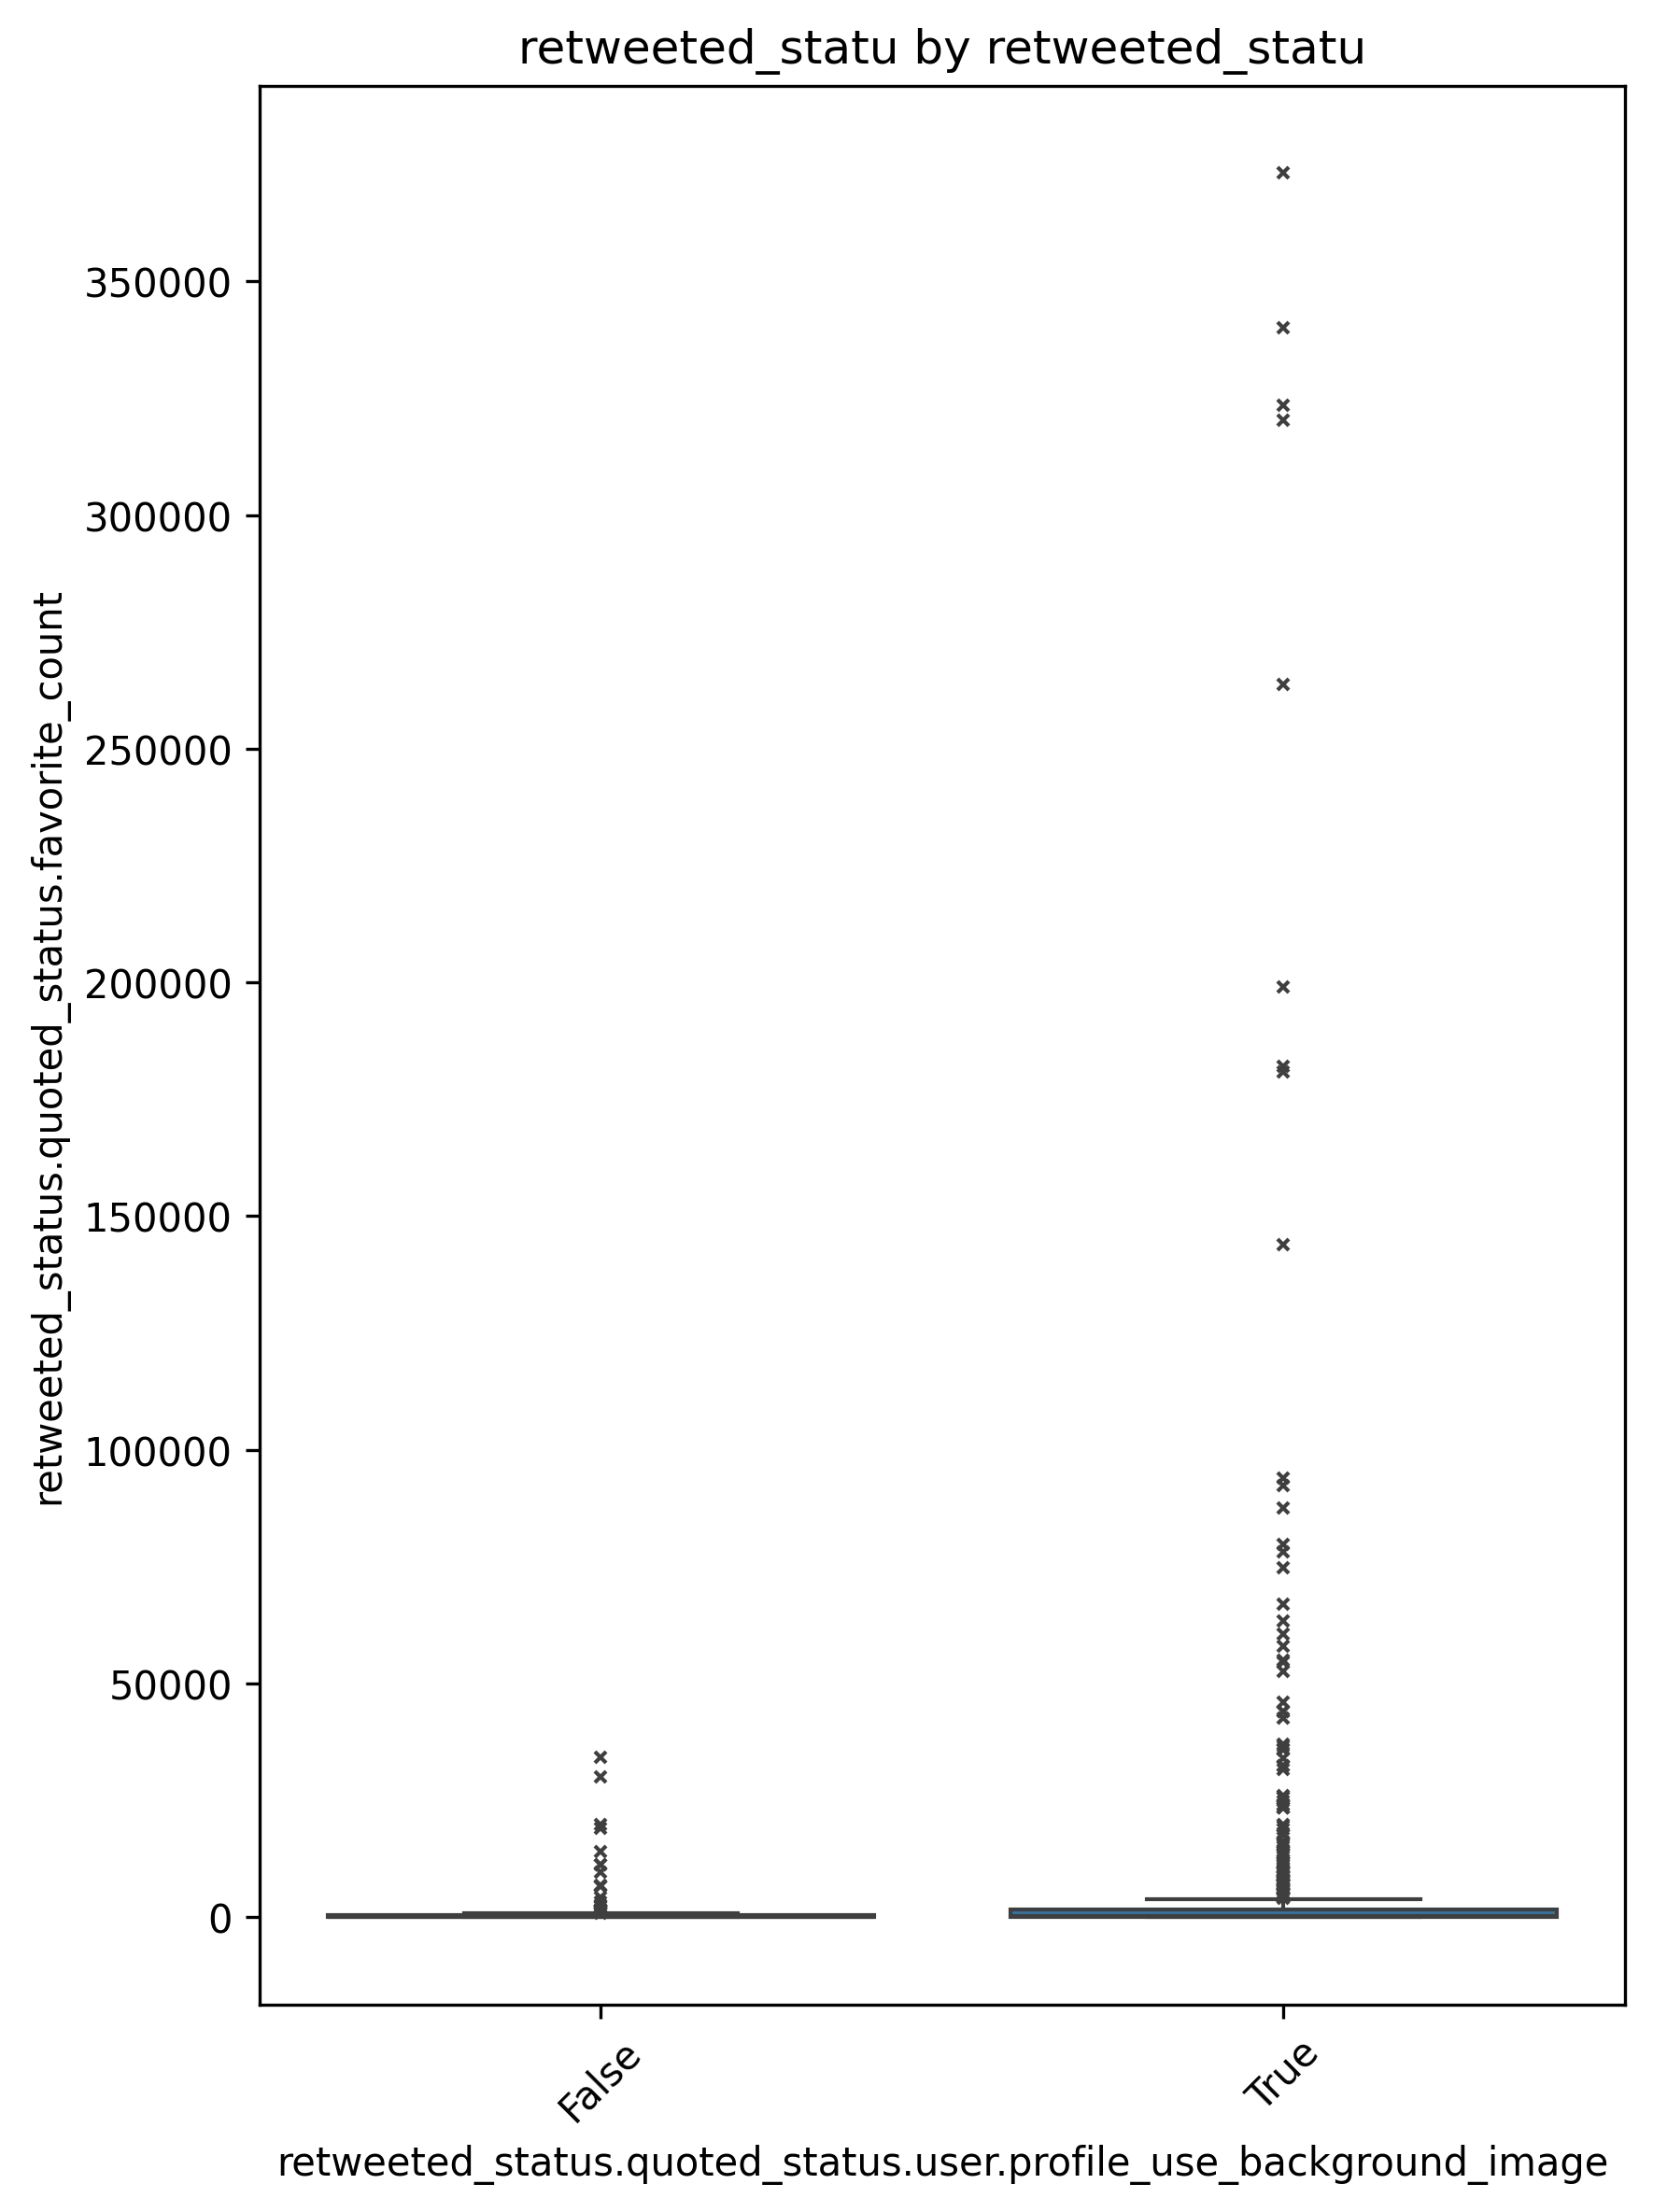 retweeted_statu by retweeted_statu
retweeted_status.quoted_status.favorite_count
350000
300000
250000
200000
150000
100000
50000
0
False
True
retweeted_status.quoted_status.user.profile_use_background_image